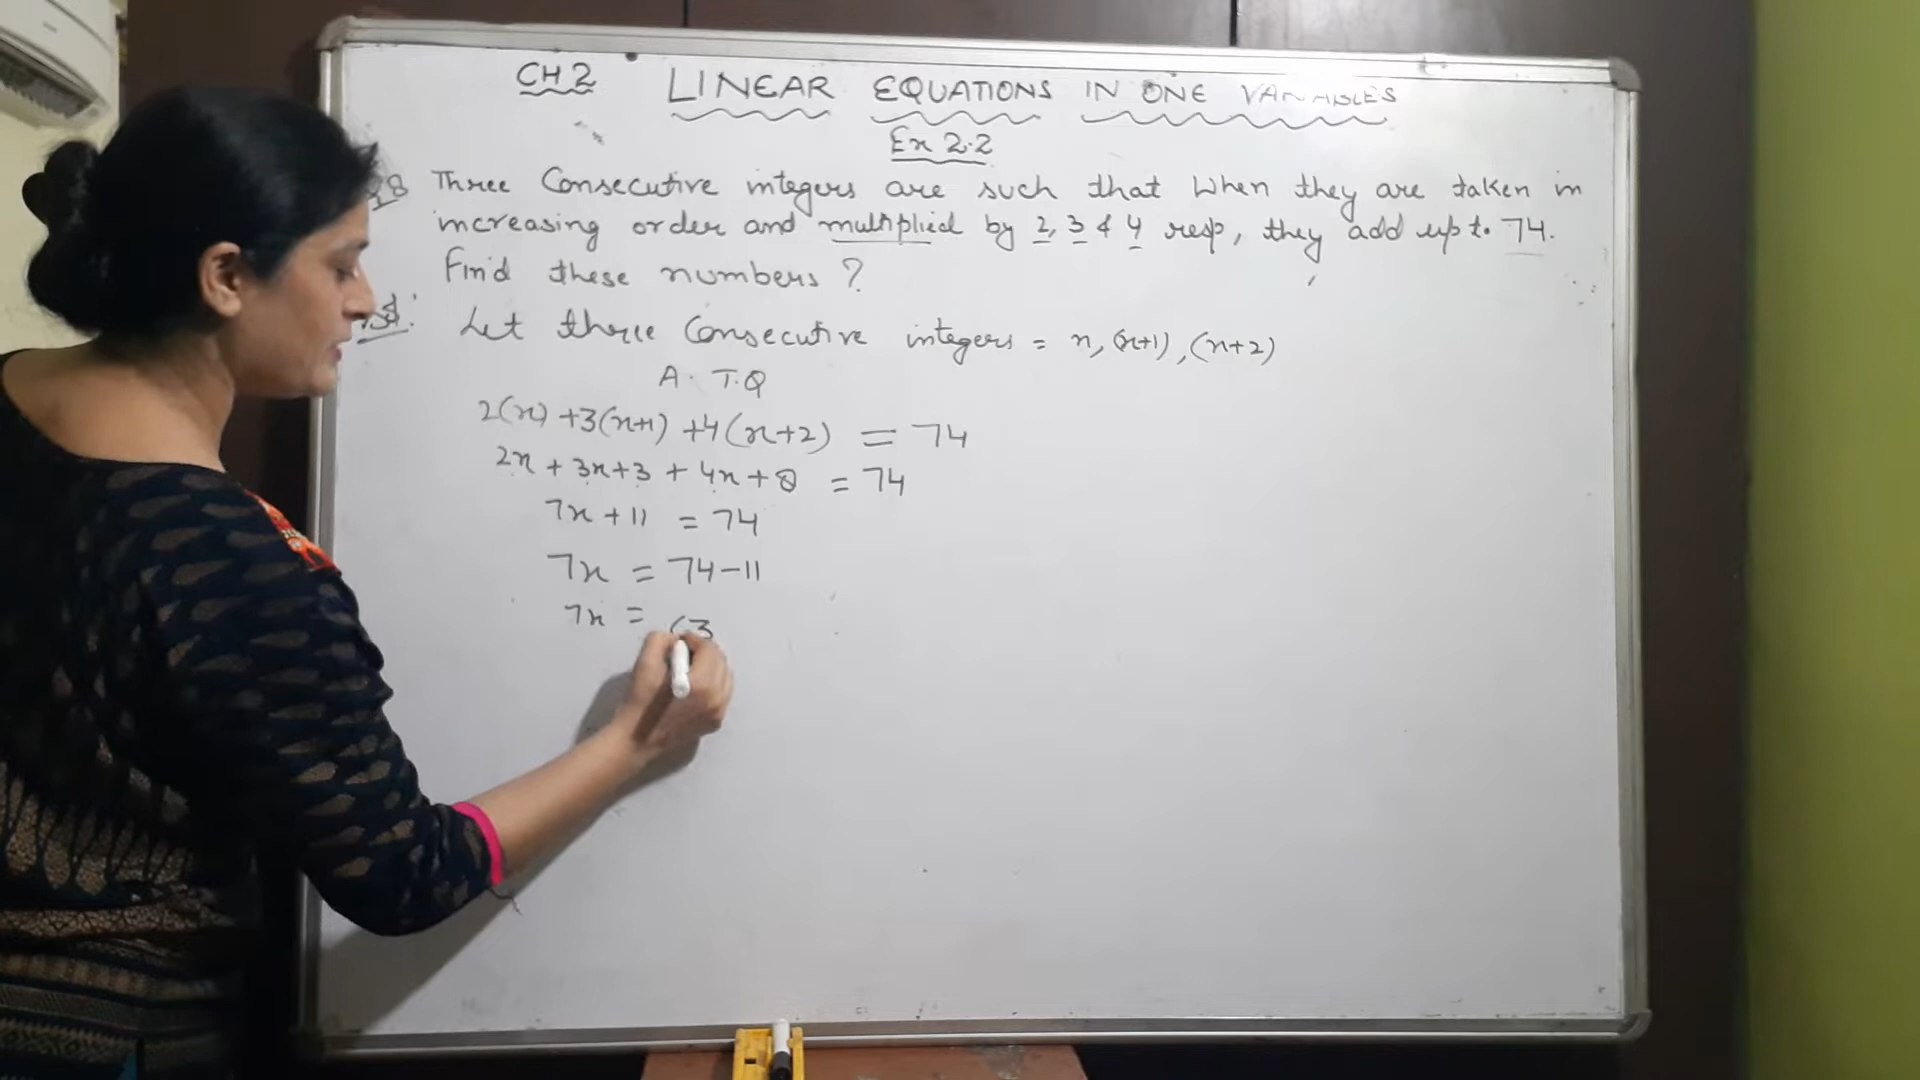 CH 2 LINEAR EQUATIONS IN ONE VARIABLES
Ex 2.2
8 Three Consecutive integers are such that when they are taken in
increasing order and multiplied by 2, 3 & 4 resp, they add up to 74.
Find these numbers ?
Sol. Let three Consecutive integers = x, (x+1), (x+2)
A. T.Q
2(x) +3(x+1) +4(x+2) = 74
2x + 3x+3 + 4x+8 = 74
7x +11 = 74
7x = 74-11
7x = 63